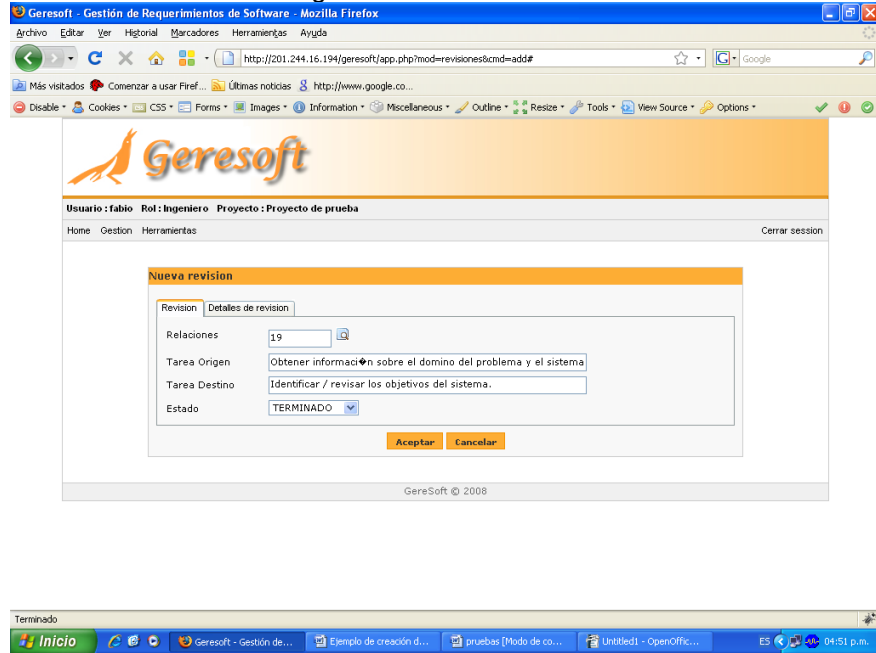 Geresoft - Gestión de Requerimientos de Software - Mozilla Firefox
Archivo Editar Ver Historial Marcadores Herramientas Ayuda
http://201.244.16.194/geresoft/app.php?mod=revisiones&cmd=add#
G Google
Más visitados Comenzar a usar Firef... Últimas noticias http://www.google.co...
Disable Cookies CSS Forms Images Information Miscellaneous Outline Resize Tools View Source Options
Geresoft
Usuario : fabio Rol : Ingeniero Proyecto : Proyecto de prueba
Home Gestion Herramientas Cerrar session
Nueva revision
Revision Detalles de revision
Relaciones 19
Tarea Origen Obtener informaci�n sobre el domino del problema y el sistema
Tarea Destino Identificar / revisar los objetivos del sistema.
Estado TERMINADO
Aceptar Cancelar
GereSoft © 2008
Terminado
Inicio Geresoft - Gestión de... Ejemplo de creación d... pruebas [Modo de co... Untitled1 - OpenOffic... ES 04:51 p.m.